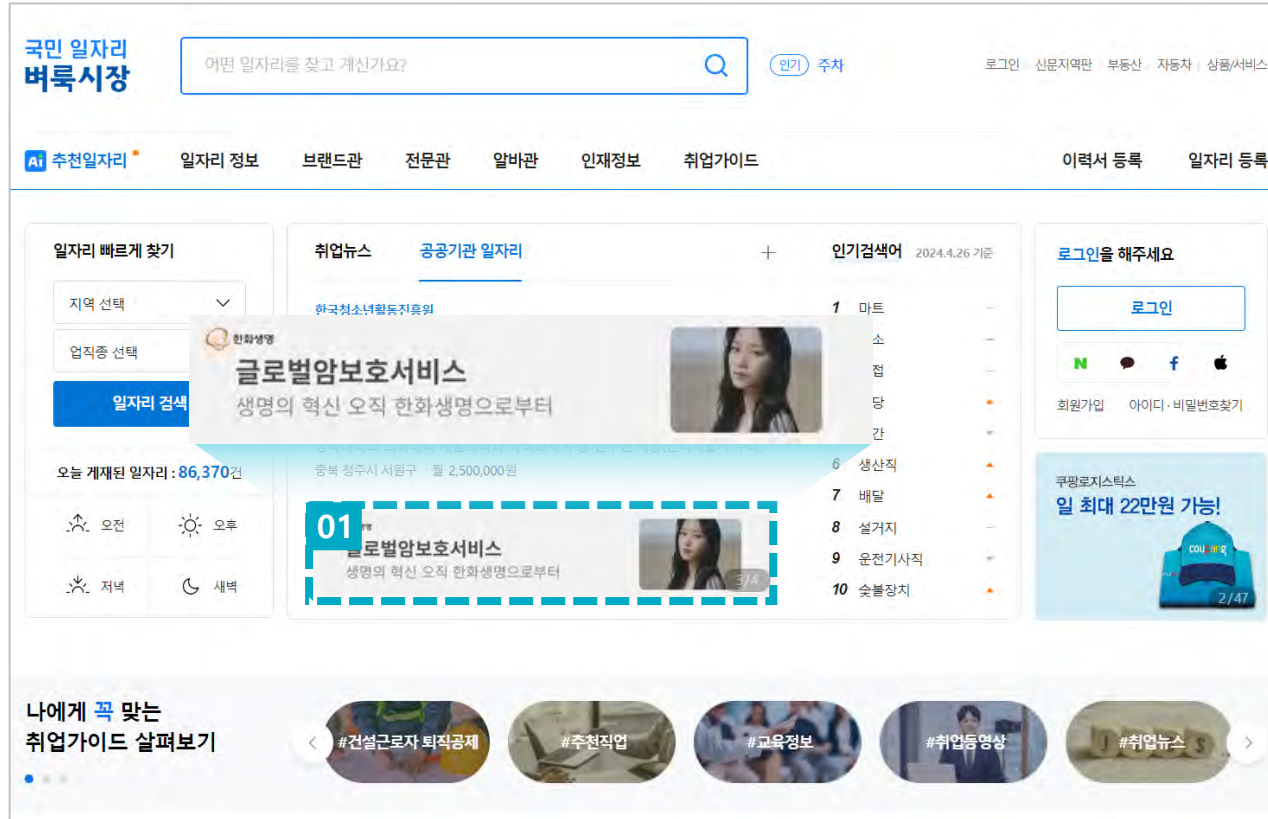 국민 일자리
벼룩시장
어떤 일자리를 찾고 계신가요?
인기 주차
로그인 신문지역판 부동산 자동차 상품/서비스
Ai 추천일자리
일자리 정보 브랜드관 전문관 알바관 인재정보 취업가이드
이력서 등록 일자리 등록
일자리 빠르게 찾기
지역 선택
업직종 선택
일자리 검색
오늘 게재된 일자리 : 86,370건
오전 오후
저녁 새벽
취업뉴스 공공기관 일자리
한국청소년활동진흥원
한화생명
글로벌암보호서비스
생명의 혁신 오직 한화생명으로부터
충북 청주시 서원구 · 월 2,500,000원
01
글로벌암보호서비스
생명의 혁신 오직 한화생명으로부터
3/4
인기검색어 2024.4.26 기준
1 마트
소
접
당
간
6 생산직
7 배달
8 설거지
9 운전기사직
10 숯불장치
로그인을 해주세요
로그인
N f
회원가입 아이디 · 비밀번호찾기
쿠팡로지스틱스
일 최대 22만원 가능!
coupang
2/47
나에게 꼭 맞는
취업가이드 살펴보기
#건설근로자 퇴직공제 #추천직업 #교육정보 #취업동영상 #취업뉴스